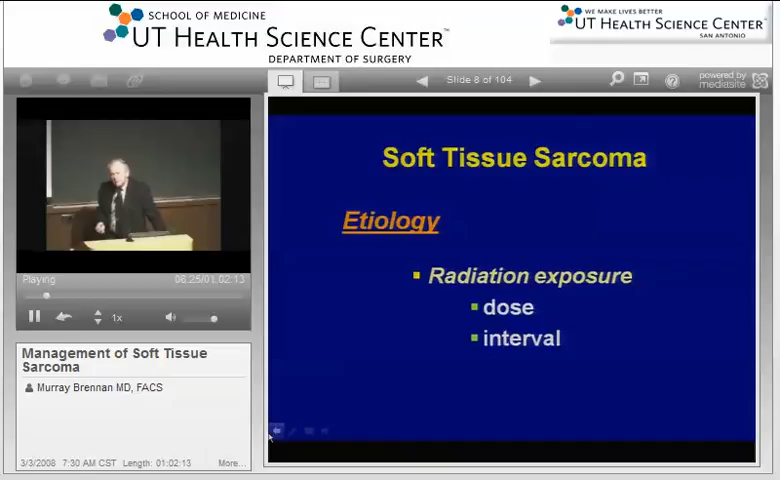 SCHOOL OF MEDICINE
UT HEALTH SCIENCE CENTER™
DEPARTMENT OF SURGERY
WE MAKE LIVES BETTER
UT HEALTH SCIENCE CENTER™
SAN ANTONIO
Slide 8 of 104
powered by
mediasite
Soft Tissue Sarcoma
Etiology
Radiation exposure
dose
interval
Playing
06:25/01:02:13
1x
Management of Soft Tissue
Sarcoma
Murray Brennan MD, FACS
3/3/2008 7:30 AM CST Length: 01:02:13 More...